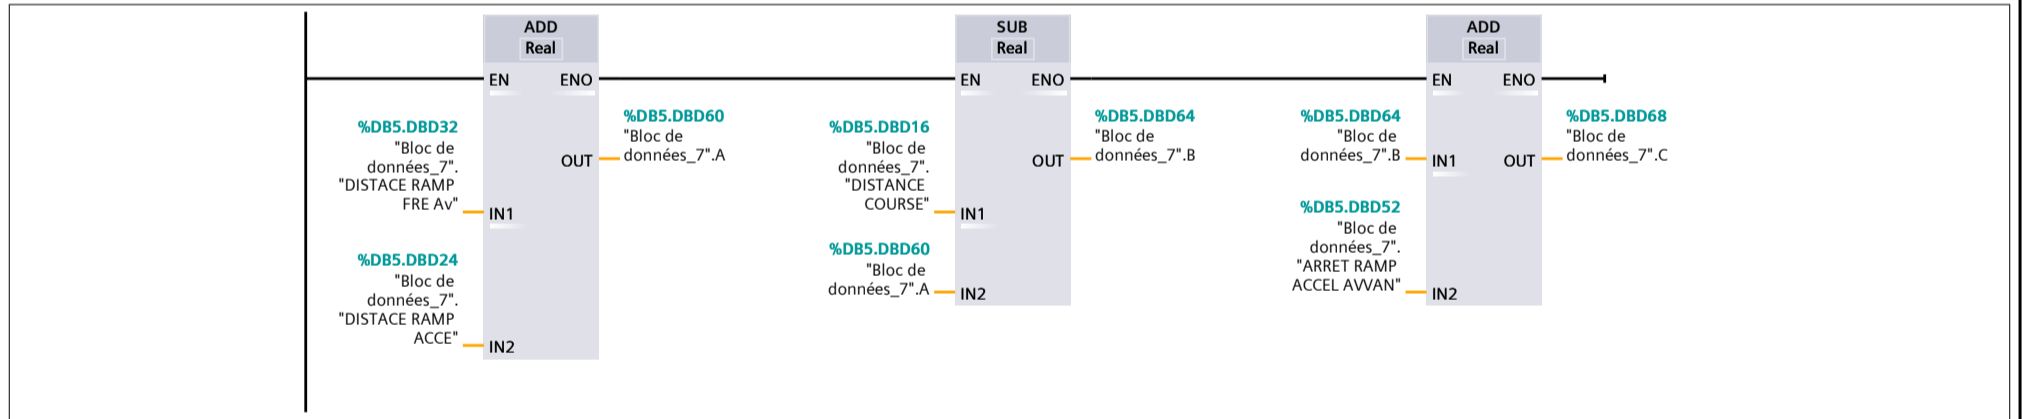 ADD
Real
EN ENO
%DB5.DBD32
"Bloc de
données_7".
"DISTACE RAMP
FRE Av"
IN1
%DB5.DBD24
"Bloc de
données_7".
"DISTACE RAMP
ACCE"
IN2
OUT
%DB5.DBD60
"Bloc de
données_7".A
SUB
Real
EN ENO
%DB5.DBD16
"Bloc de
données_7".
"DISTANCE
COURSE"
IN1
%DB5.DBD60
"Bloc de
données_7".A
IN2
OUT
%DB5.DBD64
"Bloc de
données_7".B
ADD
Real
EN ENO
%DB5.DBD64
"Bloc de
données_7".B
IN1
%DB5.DBD52
"Bloc de
données_7".
"ARRET RAMP
ACCEL AVVAN"
IN2
OUT
%DB5.DBD68
"Bloc de
données_7".C